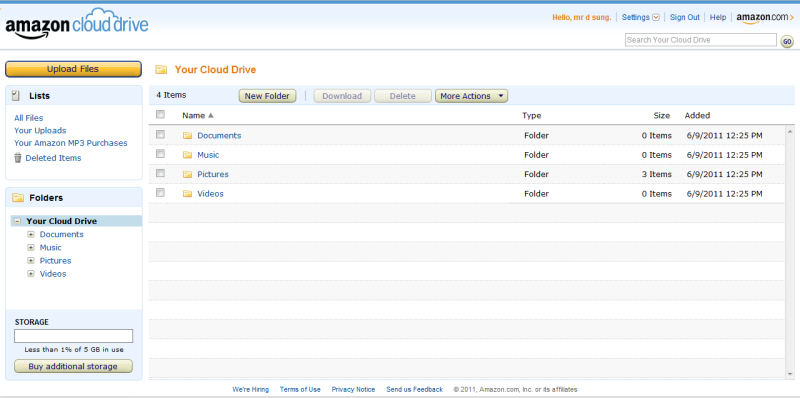 amazon cloud drive
Hello, mr d sung. Settings Sign Out Help amazon.com
Search Your Cloud Drive GO
Upload Files
Your Cloud Drive
Lists
All Files
Your Uploads
Your Amazon MP3 Purchases
Deleted Items
Folders
Your Cloud Drive
Documents
Music
Pictures
Videos
STORAGE
Less than 1% of 5 GB in use
Buy additional storage
4 Items New Folder Download Delete More Actions
Name Type Size Added
Documents Folder 0 Items 6/9/2011 12:25 PM
Music Folder 0 Items 6/9/2011 12:25 PM
Pictures Folder 3 Items 6/9/2011 12:25 PM
Videos Folder 0 Items 6/9/2011 12:25 PM
We're Hiring Terms of Use Privacy Notice Send us Feedback © 2011, Amazon.com, Inc. or its affiliates